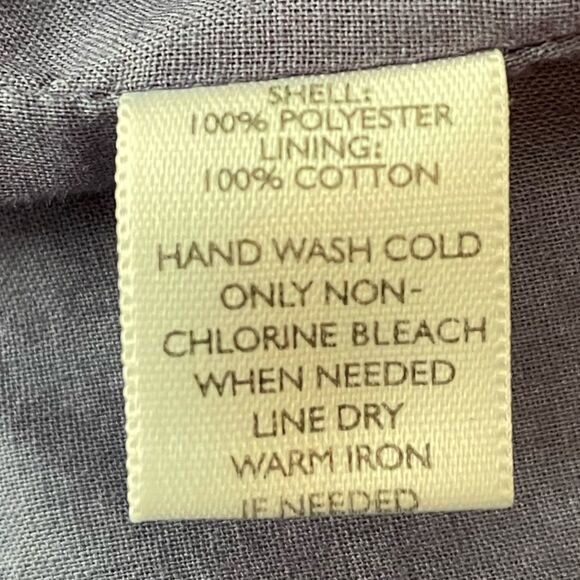 SHELL:
100% POLYESTER
LINING:
100% COTTON
HAND WASH COLD
ONLY NON-
CHLORINE BLEACH
WHEN NEEDED
LINE DRY
WARM IRON
IF NEEDED